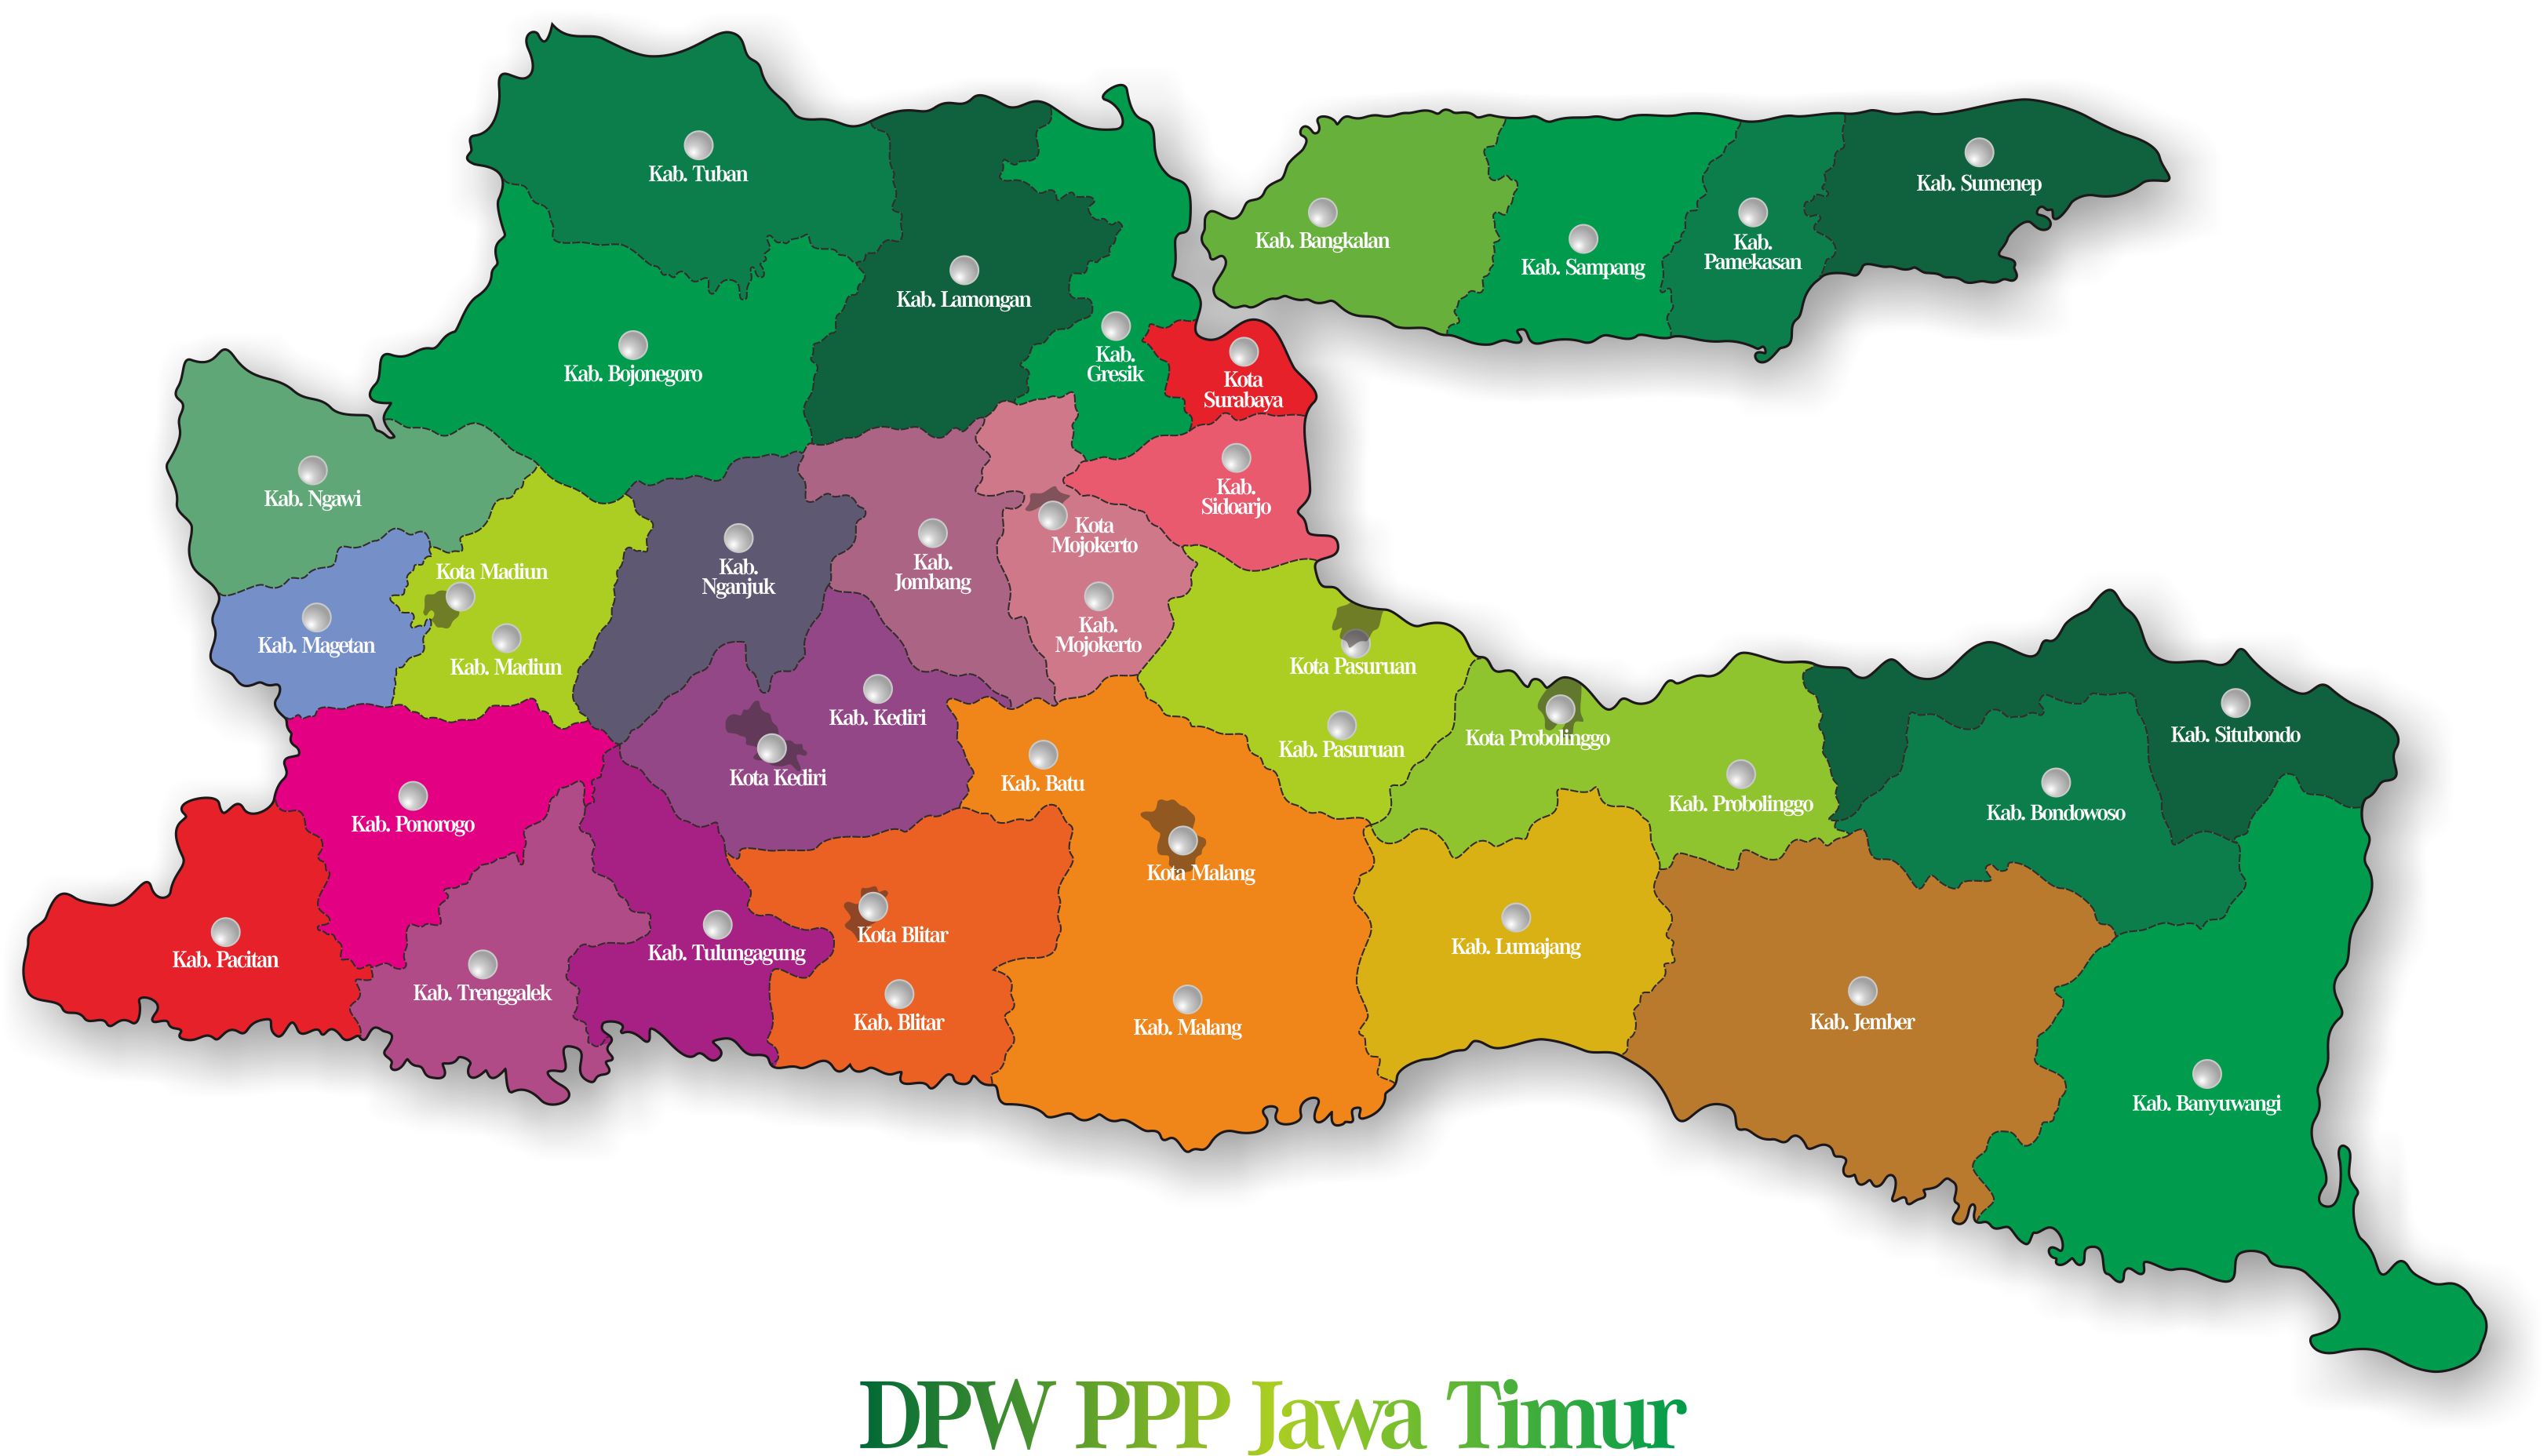 Kab. Tuban
Kab. Sumenep
Kab. Bangkalan
Kab.
Pamekasan
Kab. Sampang
Kab. Lamongan
Kab.
Gresik
Kab. Bojonegoro
Kota
Surabaya
Kab. Ngawi
Kab.
Sidoarjo
Kota
Mojokerto
Kota Madiun
Kab.
Nganjuk
Kab.
Jombang
Kab.
Mojokerto
Kab. Magetan
Kab. Madiun
Kota Pasuruan
Kab. Kediri
Kota Probolinggo
Kab. Situbondo
Kab. Pasuruan
Kota Kediri
Kab. Batu
Kab. Probolinggo
Kab. Bondowoso
Kab. Ponorogo
Kota Malang
Kota Blitar
Kab. Lumajang
Kab. Tulungagung
Kab. Pacitan
Kab. Trenggalek
Kab. Blitar
Kab. Malang
Kab. Jember
Kab. Banyuwangi
DPW PPP Jawa Timur